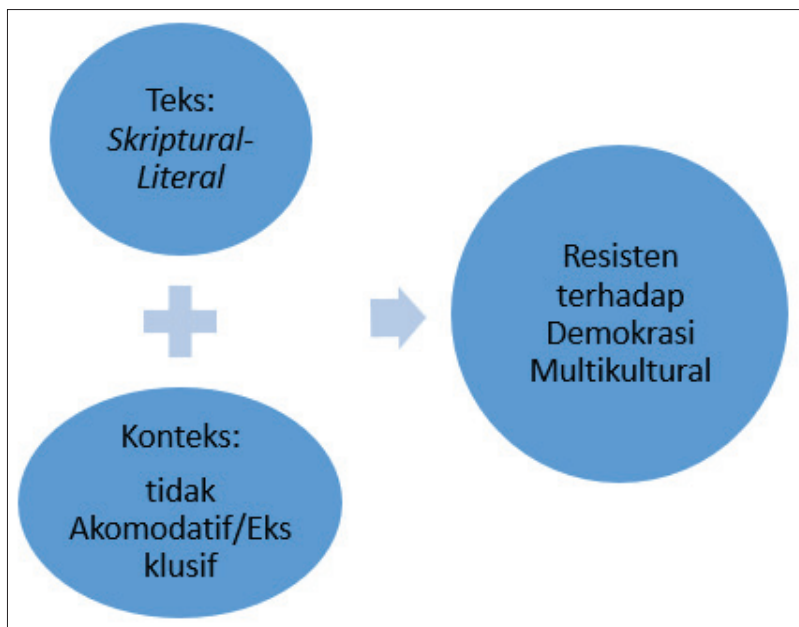 Teks:
Skriptural-
Literal
Konteks:
tidak
Akomodatif/Eks
klusif
Resisten
terhadap
Demokrasi
Multikultural